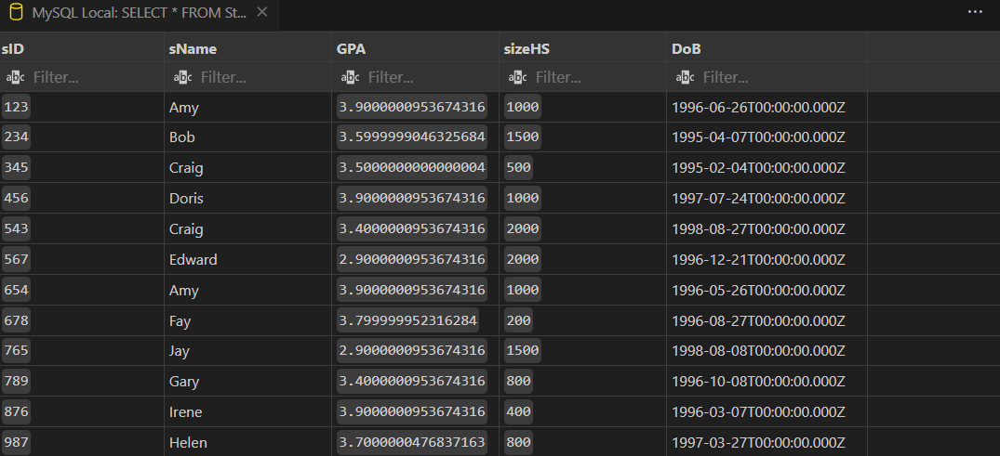 MySQL Local: SELECT * FROM St...
sID sName GPA sizeHS DoB
abc Filter... abc Filter... abc Filter... abc Filter... abc Filter...
123 Amy 3.9000000953674316 1000 1996-06-26T00:00:00.000Z
234 Bob 3.5999999046325684 1500 1995-04-07T00:00:00.000Z
345 Craig 3.5000000000000004 500 1995-02-04T00:00:00.000Z
456 Doris 3.9000000953674316 1000 1997-07-24T00:00:00.000Z
543 Craig 3.4000000953674316 2000 1998-08-27T00:00:00.000Z
567 Edward 2.9000000953674316 2000 1996-12-21T00:00:00.000Z
654 Amy 3.9000000953674316 1000 1996-05-26T00:00:00.000Z
678 Fay 3.799999952316284 200 1996-08-27T00:00:00.000Z
765 Jay 2.9000000953674316 1500 1998-08-08T00:00:00.000Z
789 Gary 3.4000000953674316 800 1996-10-08T00:00:00.000Z
876 Irene 3.9000000953674316 400 1996-03-07T00:00:00.000Z
987 Helen 3.7000000476837163 800 1997-03-27T00:00:00.000Z